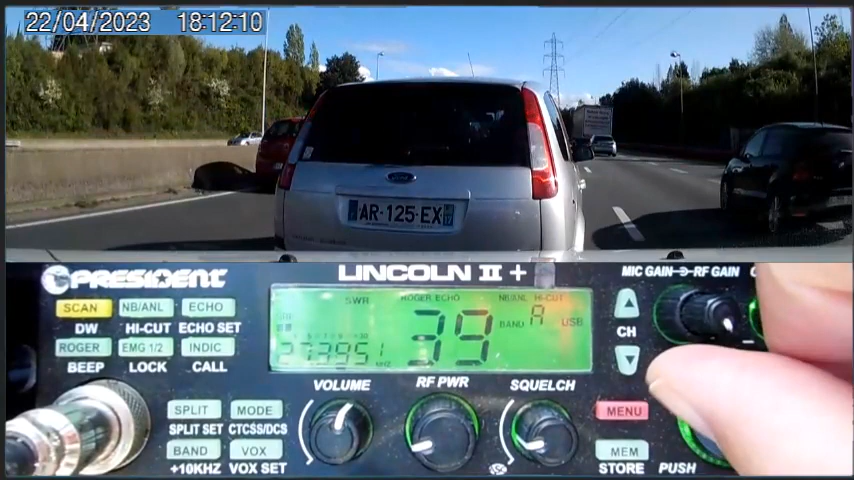 22/04/2023 18:12:10
AR-125-EX
PRESIDENT
LINCOLN II +
MIC GAIN RF GAIN
SCAN NB/ANL ECHO
DW HI-CUT ECHO SET
ROGER EMG 1/2 INDIC
BEEP LOCK CALL
SWR ROGER ECHO NB/ANL HI-CUT
39 BAND A USB
27.3951 MHZ
CH
VOLUME RF PWR SQUELCH
SPLIT MODE MENU
SPLIT SET CTCSS/DCS
BAND VOX MEM
+10KHZ VOX SET STORE PUSH